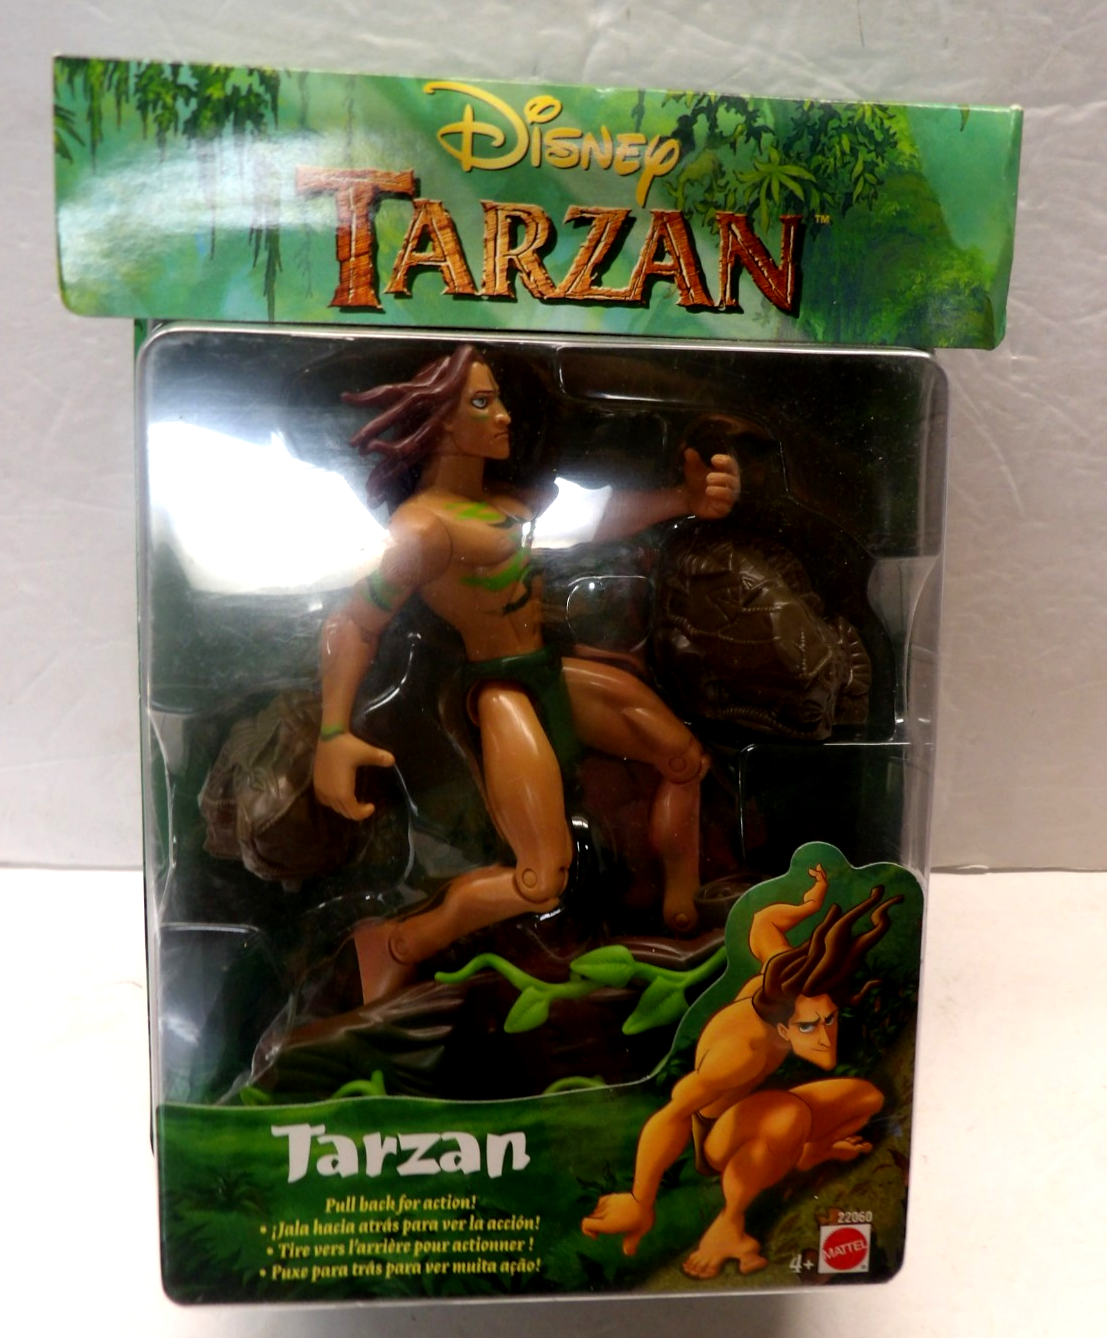 Disney
TARZAN™
Tarzan
Pull back for action!
• ¡Jala hacia atrás para ver la acción!
• Tire vers l'arrière pour actionner !
• Puxe para trás para ver muita ação!
22060
4+ MATTEL